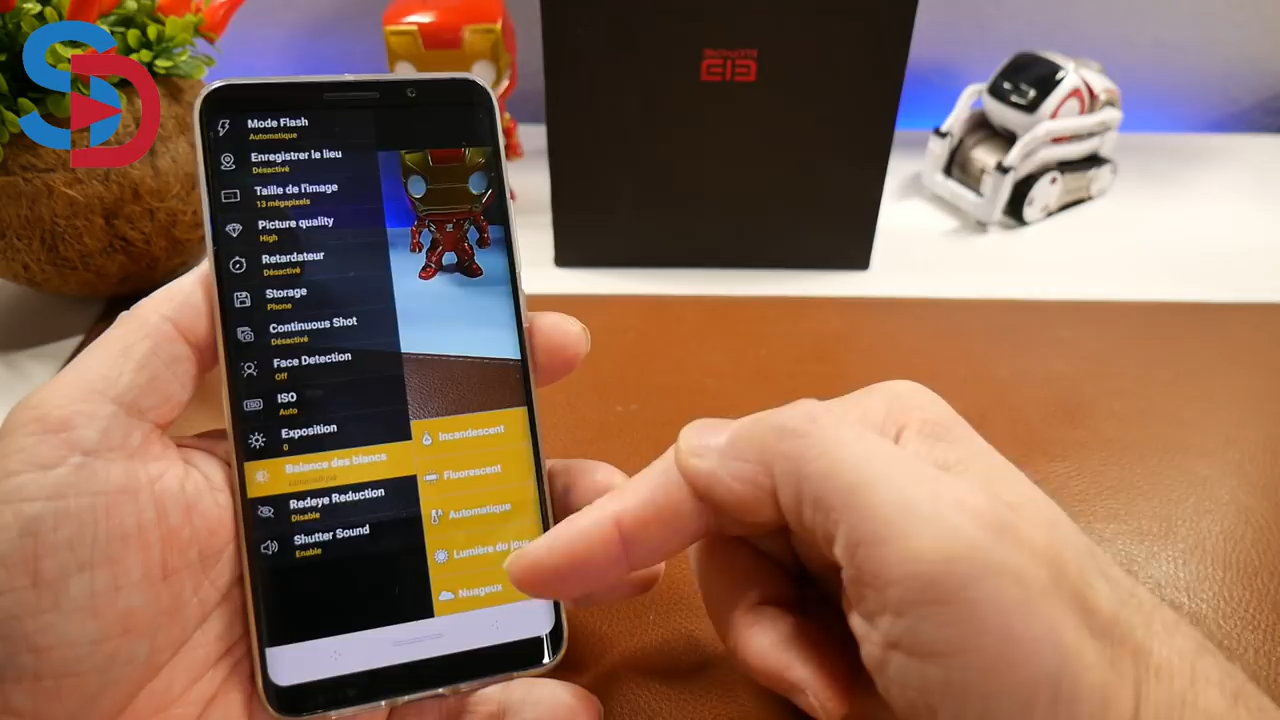 SD
Mode Flash
Automatique
Enregistrer le lieu
Désactivé
Taille de l'image
13 mégapixels
Picture quality
High
Retardateur
Désactivé
Storage
Phone
Continuous Shot
Désactivé
Face Detection
Off
ISO
ISO
Auto
Exposition
0
Balance des blancs
Redeye Reduction
Disable
Shutter Sound
Enable
Incandescent
Fluorescent
Automatique
Lumière du jour
Nuageux